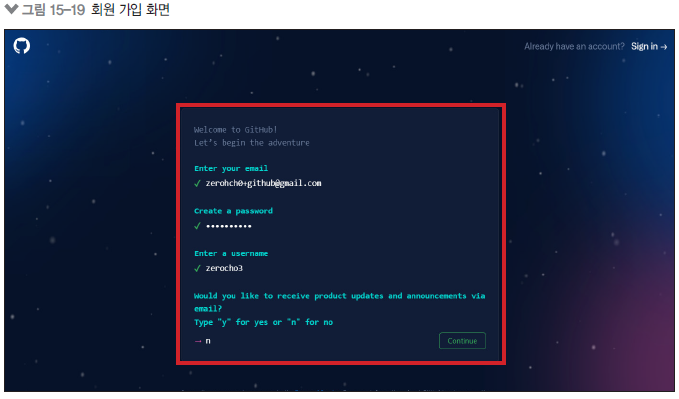 그림 15-19 회원 가입 화면
Already have an account? Sign in →
Welcome to GitHub!
Let's begin the adventure
Enter your email
✓ zerohch0+github@gmail.com
Create a password
✓ ••••••••••
Enter a username
✓ zerocho3
Would you like to receive product updates and announcements via
email?
Type "y" for yes or "n" for no
→ n
Continue